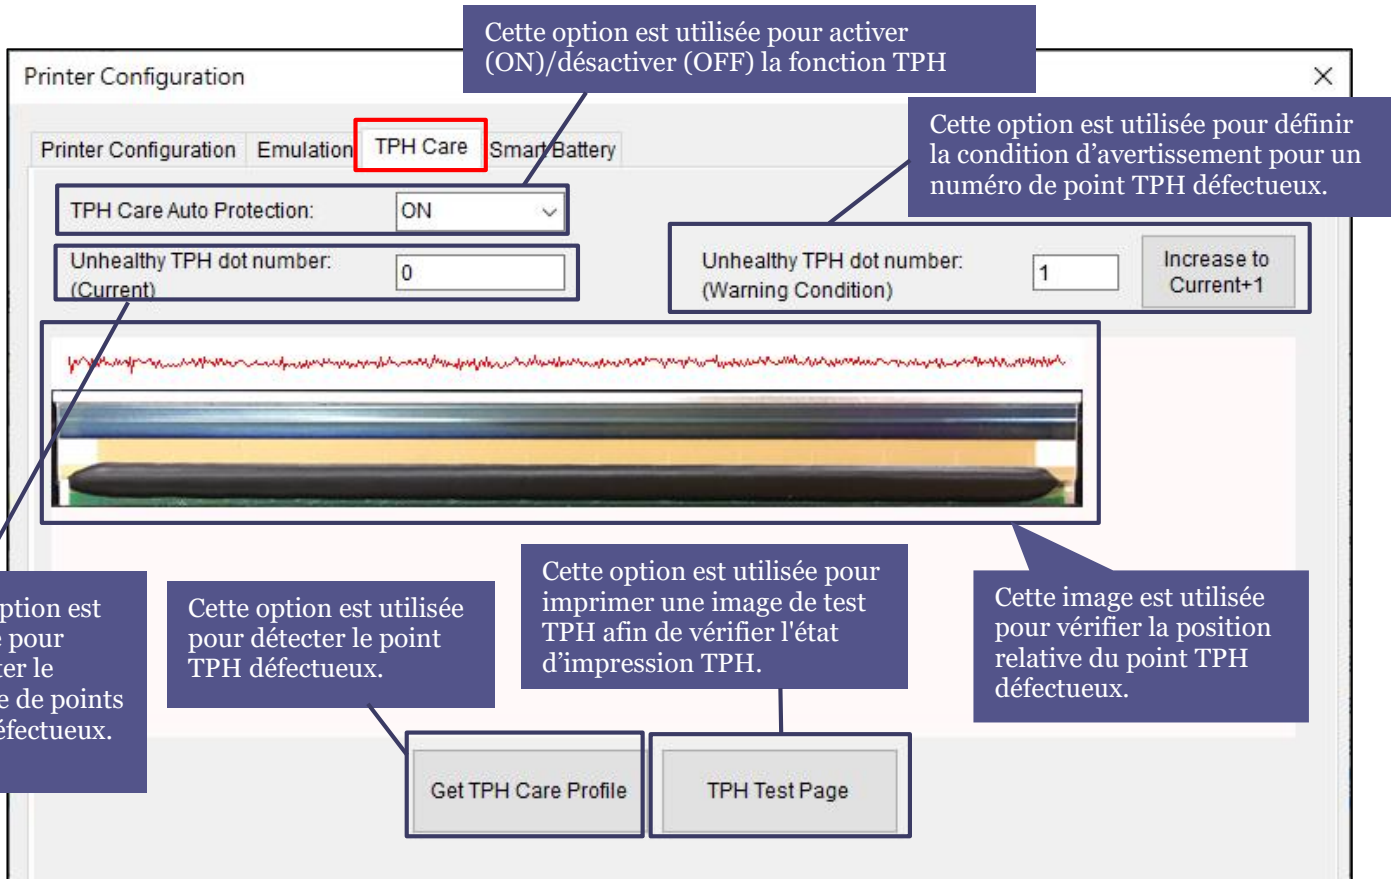 Cette option est utilisée pour activer
(ON)/désactiver (OFF) la fonction TPH
Printer Configuration
Cette option est utilisée pour définir
la condition d’avertissement pour un
numéro de point TPH défectueux.
Printer Configuration Emulation TPH Care Smart Battery
TPH Care Auto Protection: ON
Unhealthy TPH dot number: 0
(Current)
Unhealthy TPH dot number: 1
(Warning Condition)
Increase to
Current+1
ption est
pour
ter le
e de points
éfectueux.
Cette option est utilisée
pour détecter le point
TPH défectueux.
Cette option est utilisée pour
imprimer une image de test
TPH afin de vérifier l'état
d’impression TPH.
Cette image est utilisée
pour vérifier la position
relative du point TPH
défectueux.
Get TPH Care Profile
TPH Test Page